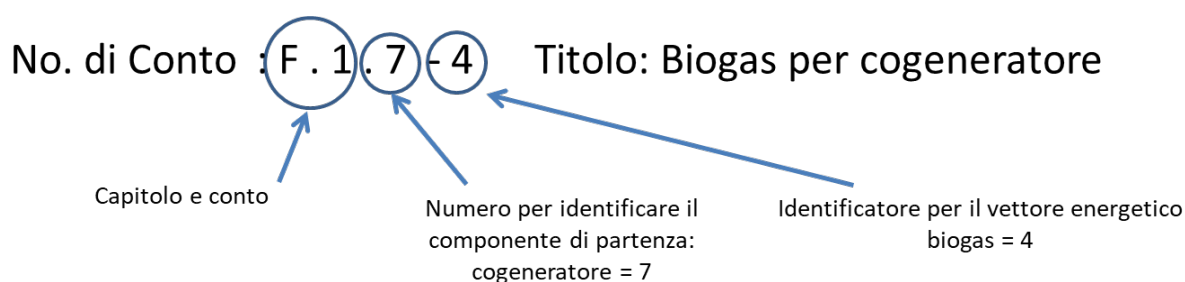 No. di Conto : F . 1 . 7 - 4 Titolo: Biogas per cogeneratore
Capitolo e conto
Numero per identificare il
componente di partenza:
cogeneratore = 7
Identificatore per il vettore energetico
biogas = 4